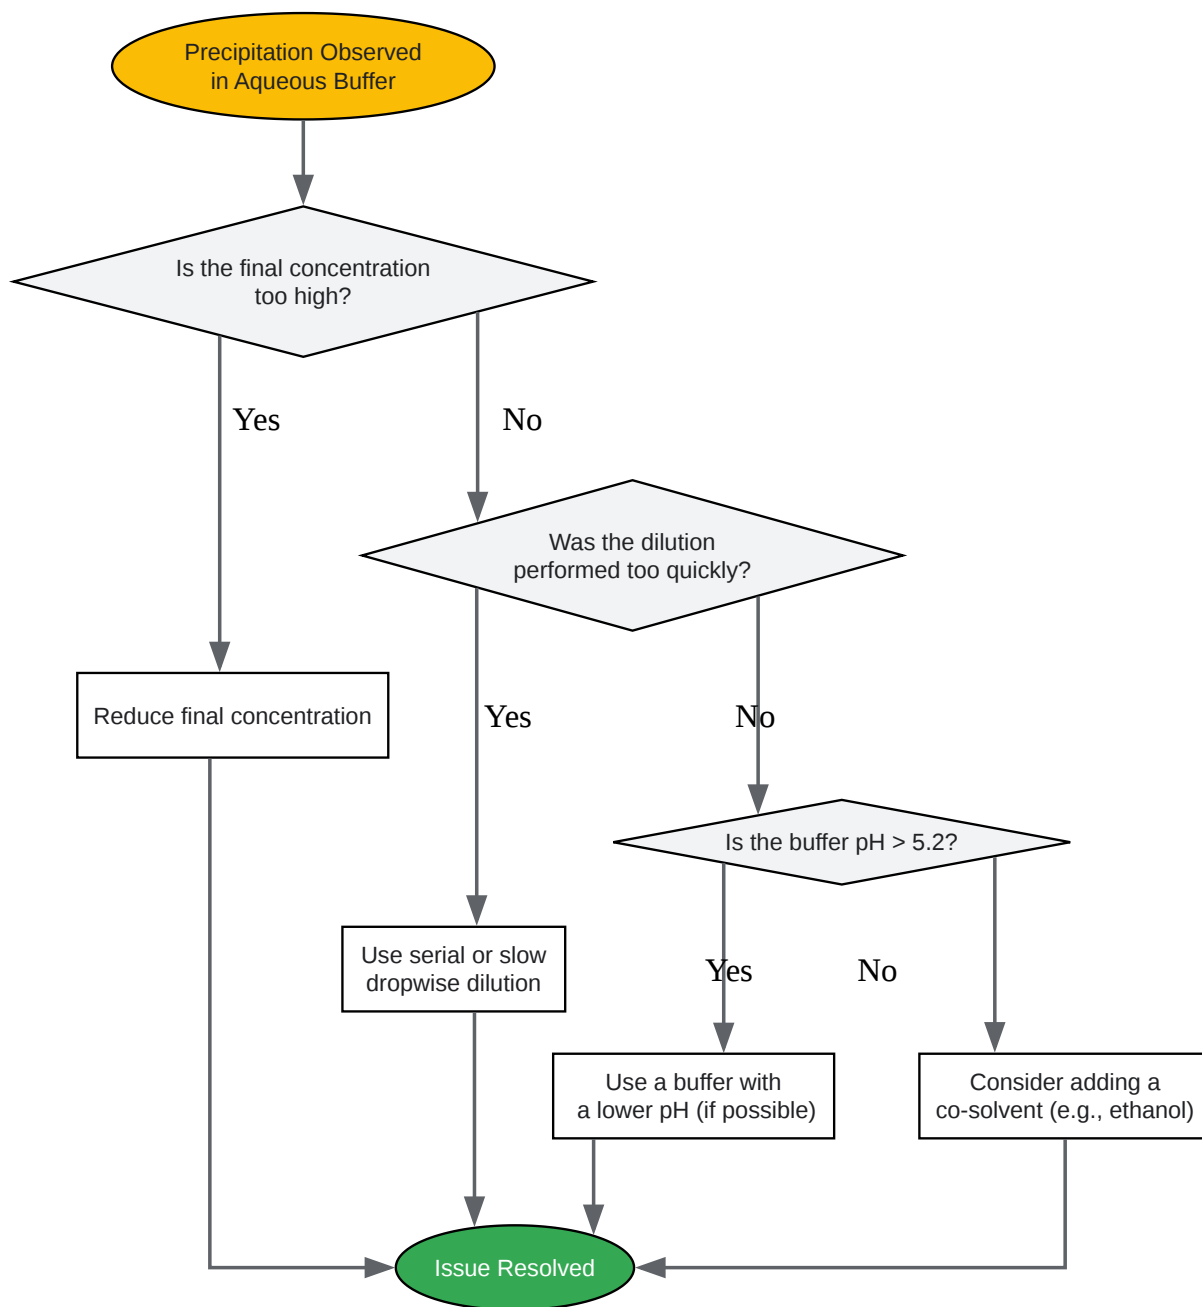 Precipitation Observed
in Aqueous Buffer
Is the final concentration
too high?
Yes
No
Was the dilution
performed too quickly?
Reduce final concentration
Yes
No
Is the buffer pH > 5.2?
Use serial or slow
dropwise dilution
Yes
No
Use a buffer with
a lower pH (if possible)
Consider adding a
co-solvent (e.g., ethanol)
Issue Resolved